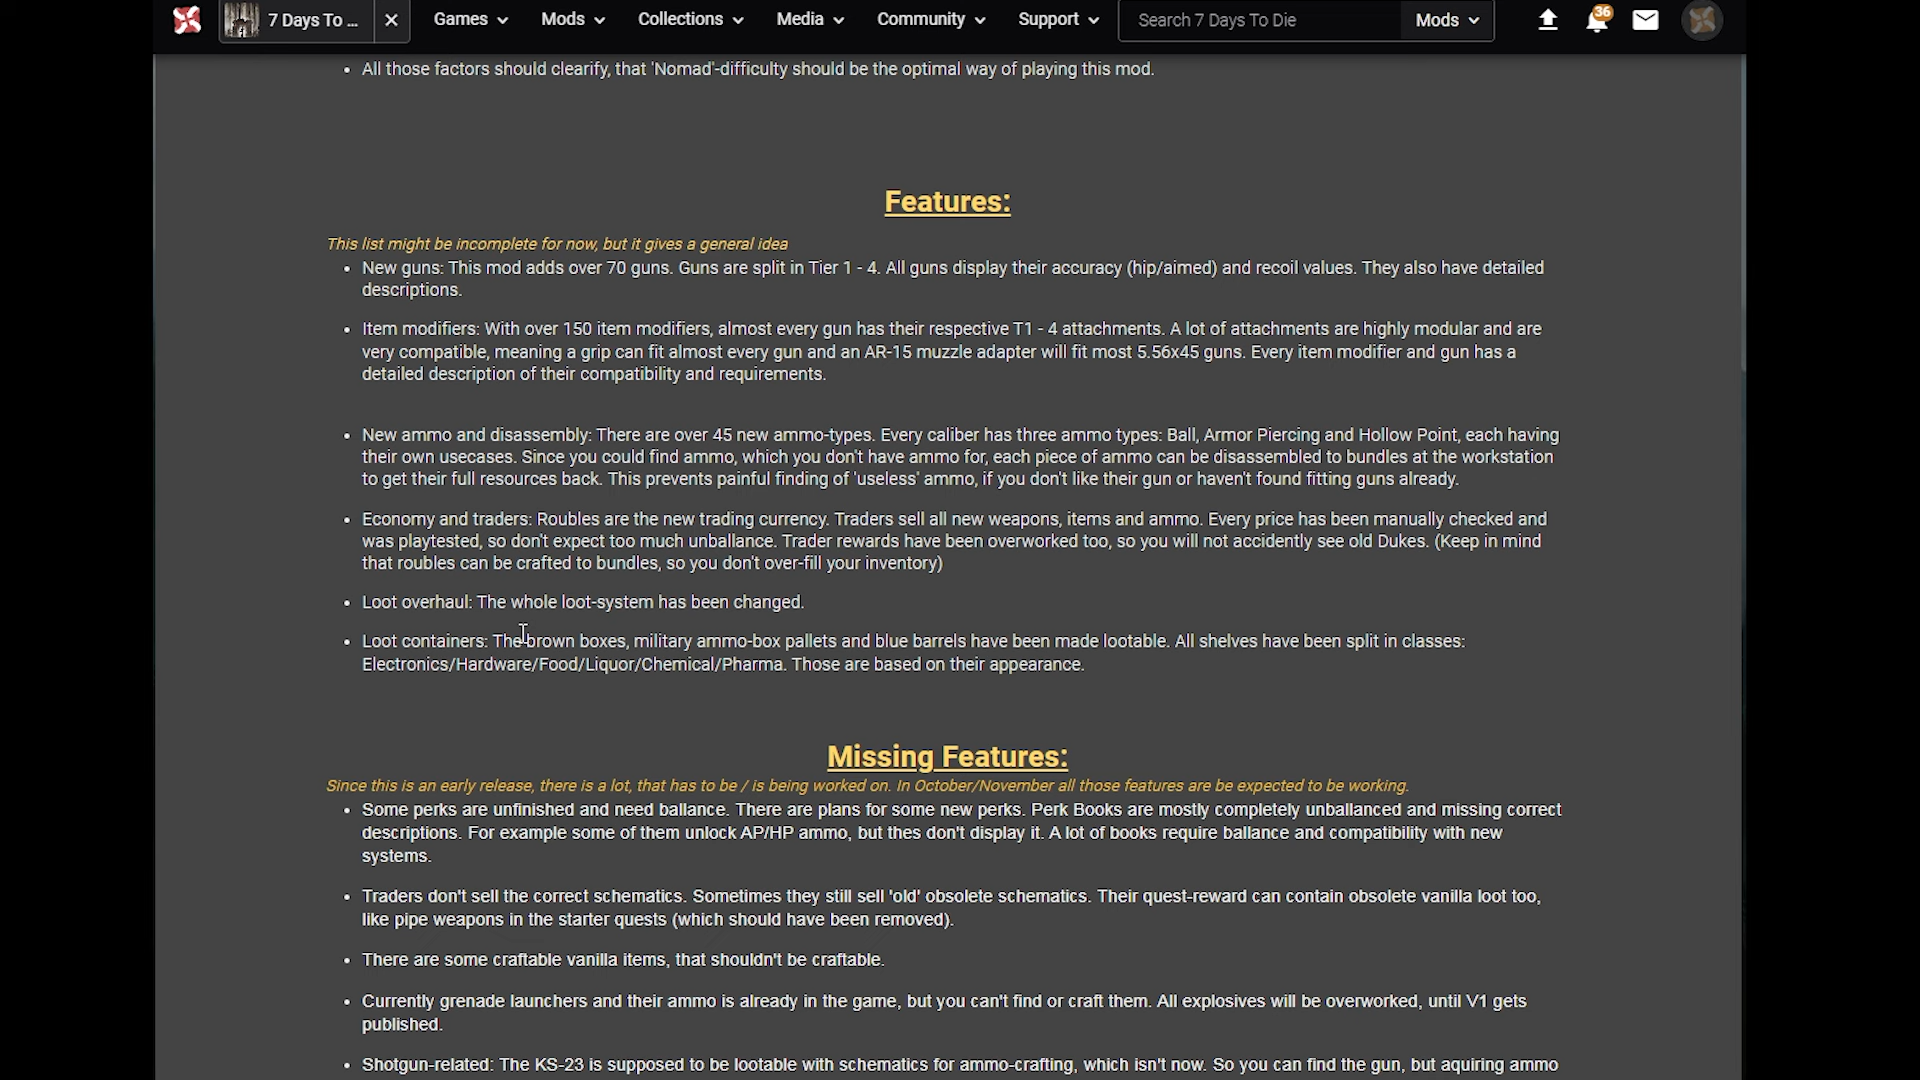 7 Days To ...
Games
Mods
Collections
Media
Community
Support
Search 7 Days To Die
Mods
36
All those factors should clearify, that 'Nomad'-difficulty should be the optimal way of playing this mod.
Features:
This list might be incomplete for now, but it gives a general idea
New guns: This mod adds over 70 guns. Guns are split in Tier 1 - 4. All guns display their accuracy (hip/aimed) and recoil values. They also have detailed
descriptions.
Item modifiers: With over 150 item modifiers, almost every gun has their respective T1 - 4 attachments. A lot of attachments are highly modular and are
very compatible, meaning a grip can fit almost every gun and an AR-15 muzzle adapter will fit most 5.56x45 guns. Every item modifier and gun has a
detailed description of their compatibility and requirements.
New ammo and disassembly: There are over 45 new ammo-types. Every caliber has three ammo types: Ball, Armor Piercing and Hollow Point, each having
their own usecases. Since you could find ammo, which you don't have ammo for, each piece of ammo can be disassembled to bundles at the workstation
to get their full resources back. This prevents painful finding of 'useless' ammo, if you don't like their gun or haven't found fitting guns already.
Economy and traders: Roubles are the new trading currency. Traders sell all new weapons, items and ammo. Every price has been manually checked and
was playtested, so don't expect too much unballance. Trader rewards have been overworked too, so you will not accidently see old Dukes. (Keep in mind
that roubles can be crafted to bundles, so you don't over-fill your inventory)
Loot overhaul: The whole loot-system has been changed.
Loot containers: The brown boxes, military ammo-box pallets and blue barrels have been made lootable. All shelves have been split in classes:
Electronics/Hardware/Food/Liquor/Chemical/Pharma. Those are based on their appearance.
Missing Features:
Since this is an early release, there is a lot, that has to be / is being worked on. In October/November all those features are expected to be working.
Some perks are unfinished and need ballance. There are plans for some new perks. Perk Books are mostly completely unballanced and missing correct
descriptions. For example some of them unlock AP/HP ammo, but thes don't display it. A lot of books require ballance and compatibility with new
systems.
Traders don't sell the correct schematics. Sometimes they still sell 'old' obsolete schematics. Their quest-reward can contain obsolete vanilla loot too,
like pipe weapons in the starter quests (which should have been removed).
There are some craftable vanilla items, that shouldn't be craftable.
Currently grenade launchers and their ammo is already in the game, but you can't find or craft them. All explosives will be overworked, until V1 gets
published.
Shotgun-related: The KS-23 is supposed to be lootable with schematics for ammo-crafting, which isn't now. So you can find the gun, but aquiring ammo